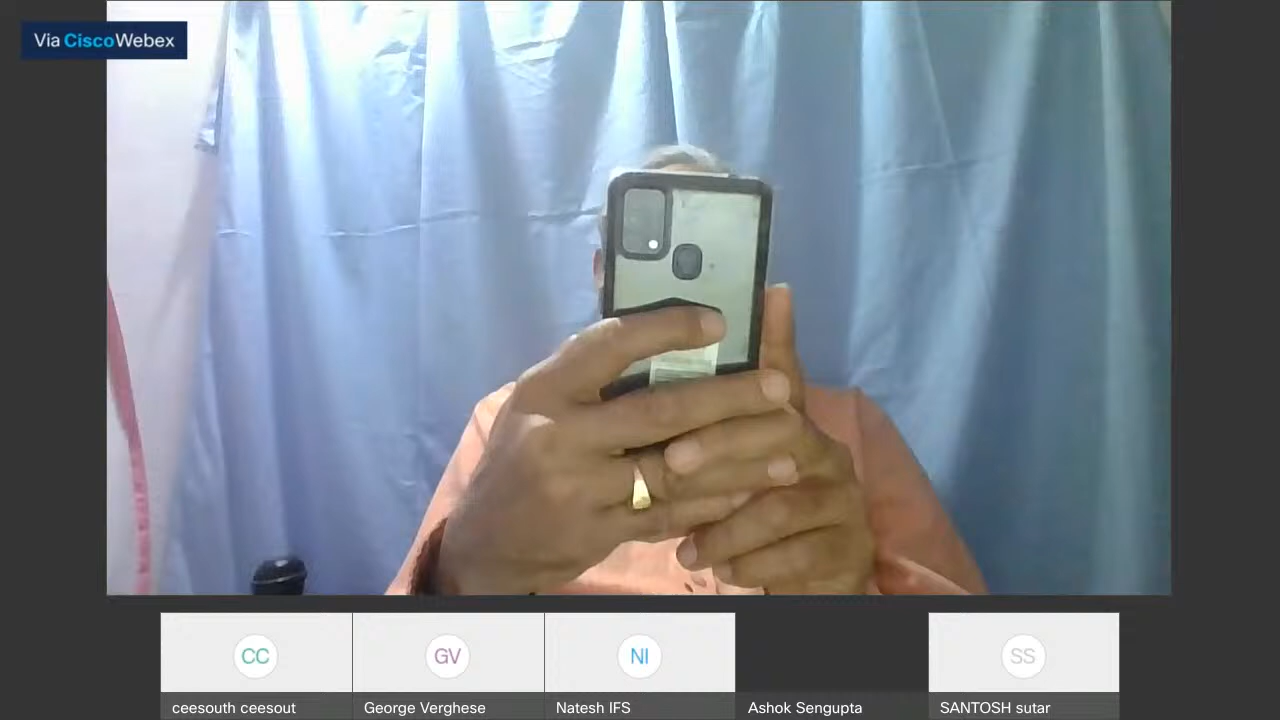 Via CiscoWebex
CC
GV
NI
SS
ceesouth ceesout
George Verghese
Natesh IFS
Ashok Sengupta
SANTOSH sutar